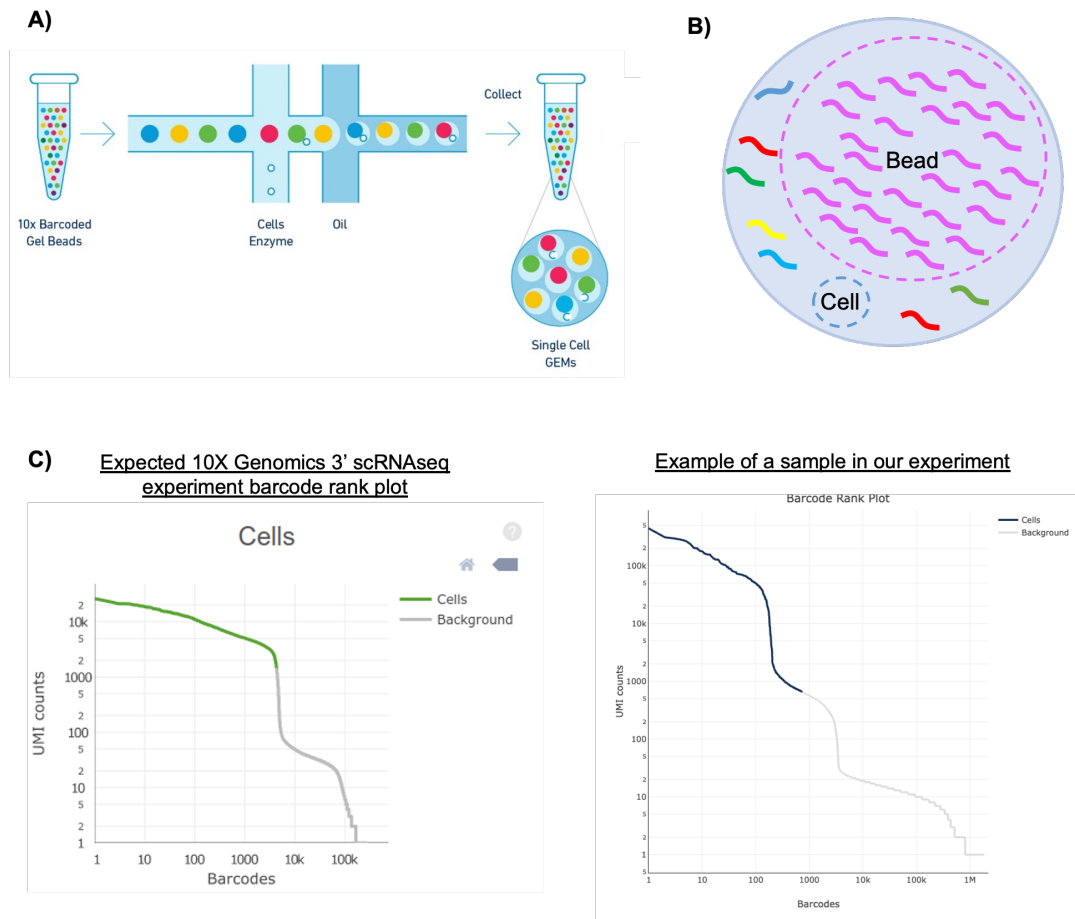 A)
B)
Collect
10x Barcoded
Gel Beads
Cells
Enzyme
Oil
Single Cell
GEMs
Bead
Cell
C)
Expected 10X Genomics 3' scRNAseq
experiment barcode rank plot
Cells
?
Cells
Background
2
10k
5
2
1000
5
2
100
5
2
10
5
2
1
UMI counts
1
10
100
1000
10k
100k
Barcodes
Example of a sample in our experiment
Barcode Rank Plot
Cells
Background
5
2
100k
5
2
10k
5
2
1000
5
2
100
5
2
10
5
2
1
5
UMI counts
1
10
100
1000
10k
100k
1M
Barcodes